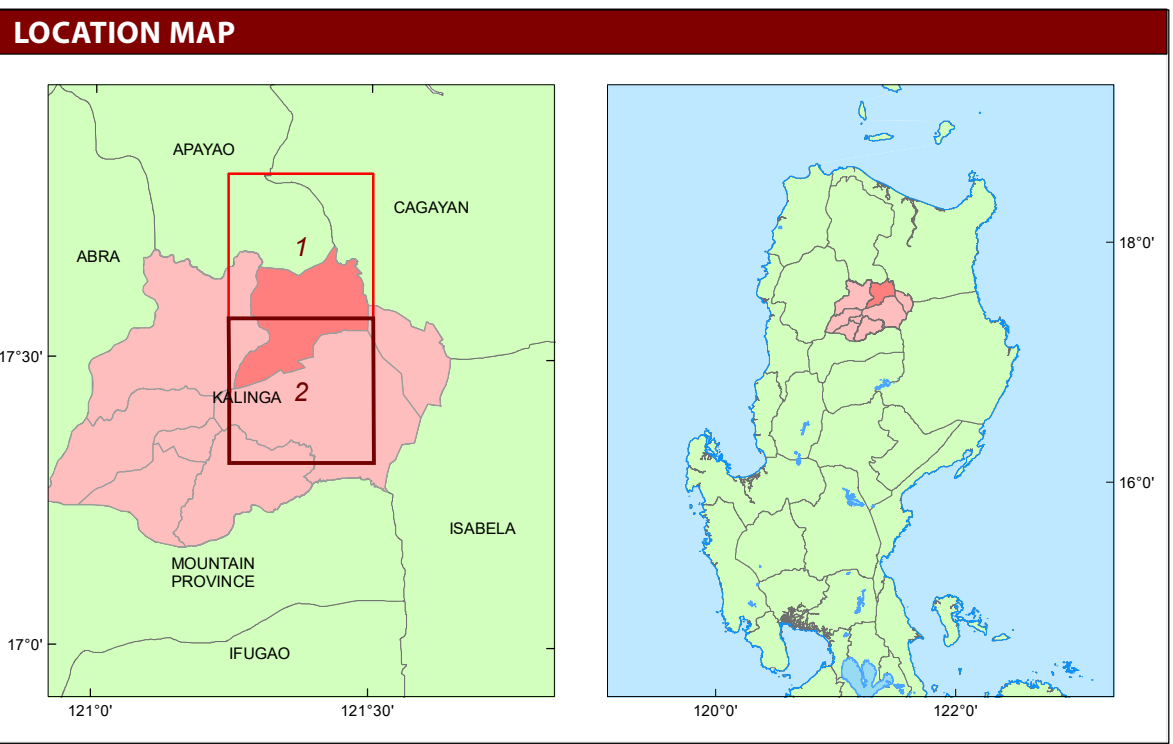 LOCATION MAP
APAYAO
CAGAYAN
ABRA
1
17°30'
KALINGA
2
ISABELA
MOUNTAIN
PROVINCE
17°0'
IFUGAO
121°0'
121°30'
18°0'
16°0'
120°0'
122°0'